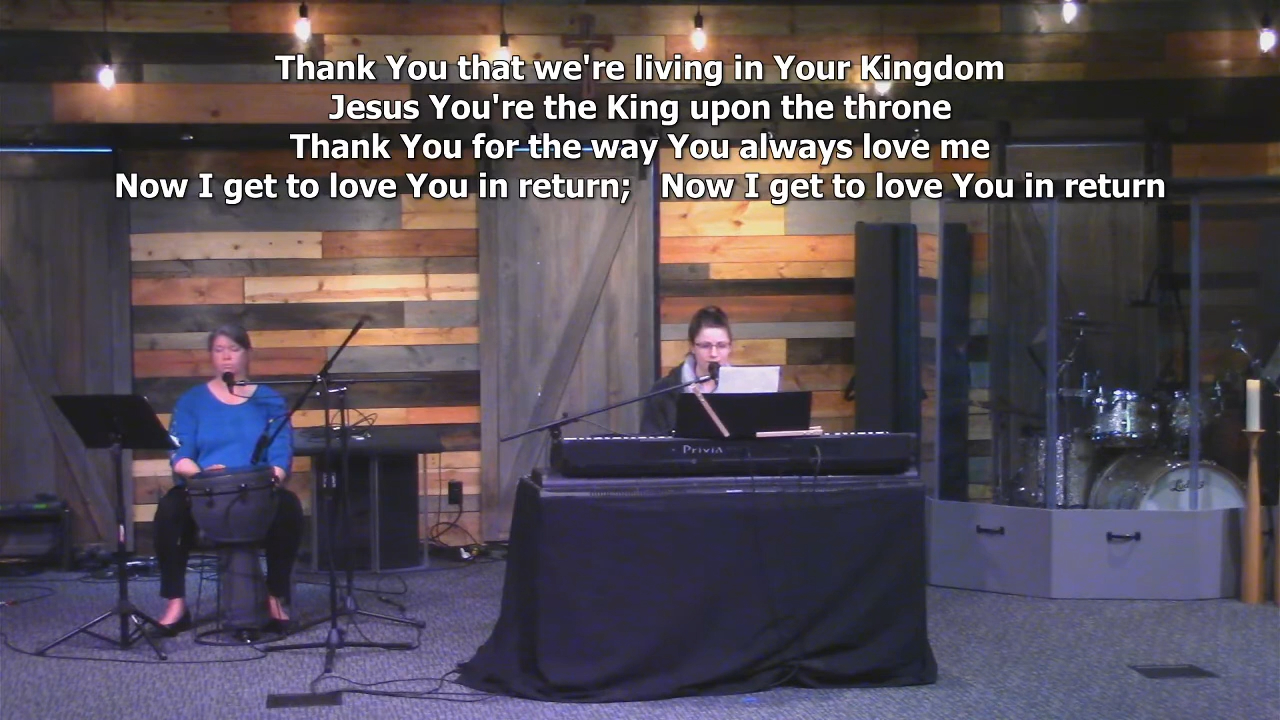 Thank You that we're living in Your Kingdom
Jesus You're the King upon the throne
Thank You for the way You always love me
Now I get to love You in return;   Now I get to love You in return
Privia
Ludwig